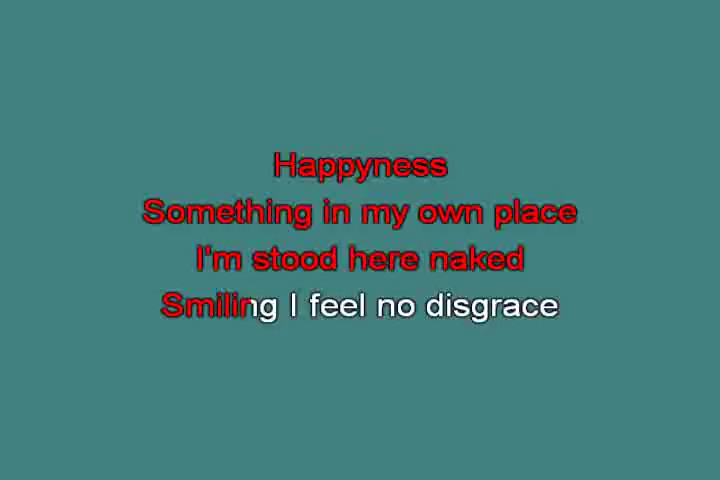 Happyness
Something in my own place
I'm stood here naked
Smiling I feel no disgrace